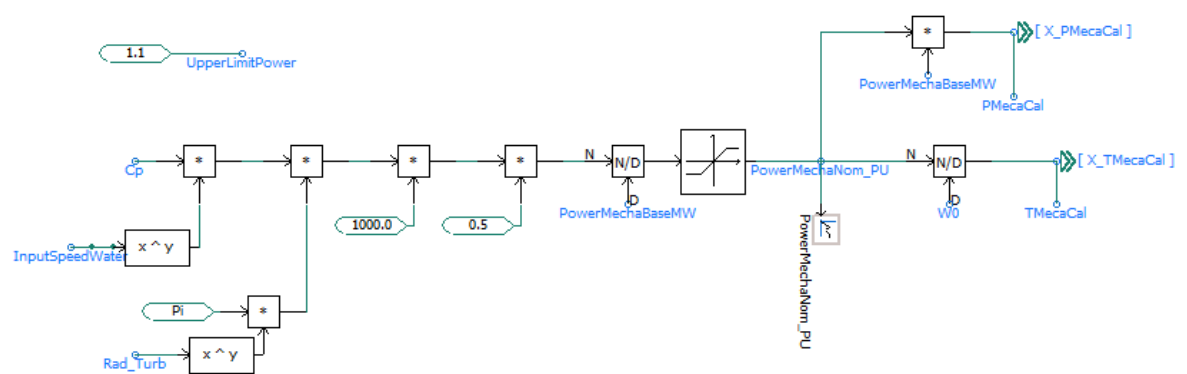 1.1
UpperLimitPower
*
[ X_PMecaCal ]
PowerMechaBaseMW
PMecaCal
Cp
*
*
*
*
N
N/D
D
PowerMechaBaseMW
PowerMechaNom_PU
N
N/D
D
W0
[ X_TMecaCal ]
TMecaCal
1000.0
0.5
InputSpeedWater
x ^ y
PowerMechaNom_PU
Pi
*
Rad_Turb
x ^ y